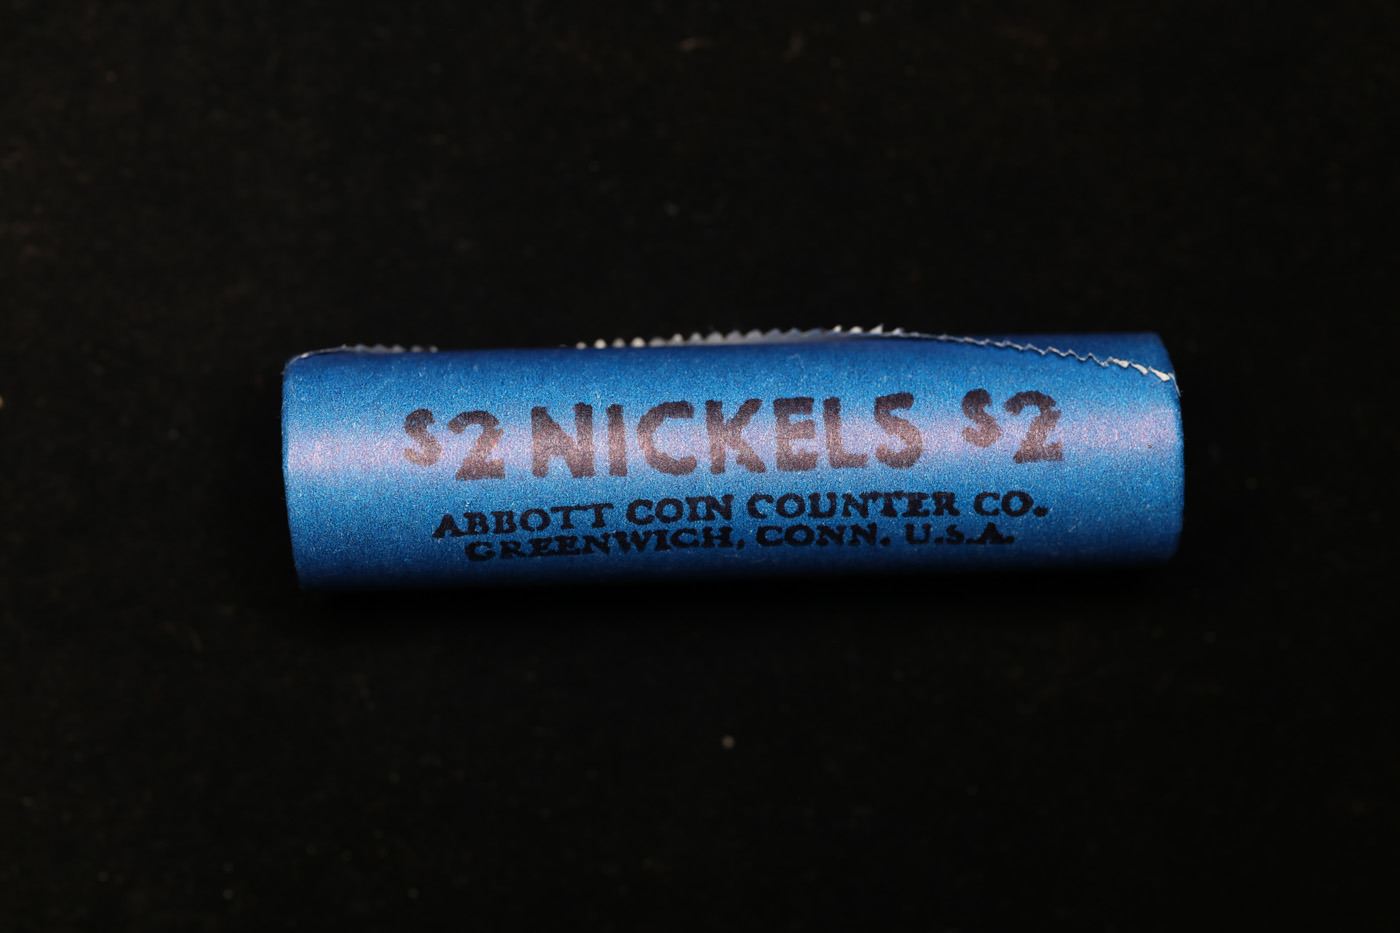 $2 NICKELS $2
ABBOTT COIN COUNTER CO.
GREENWICH, CONN. U.S.A.